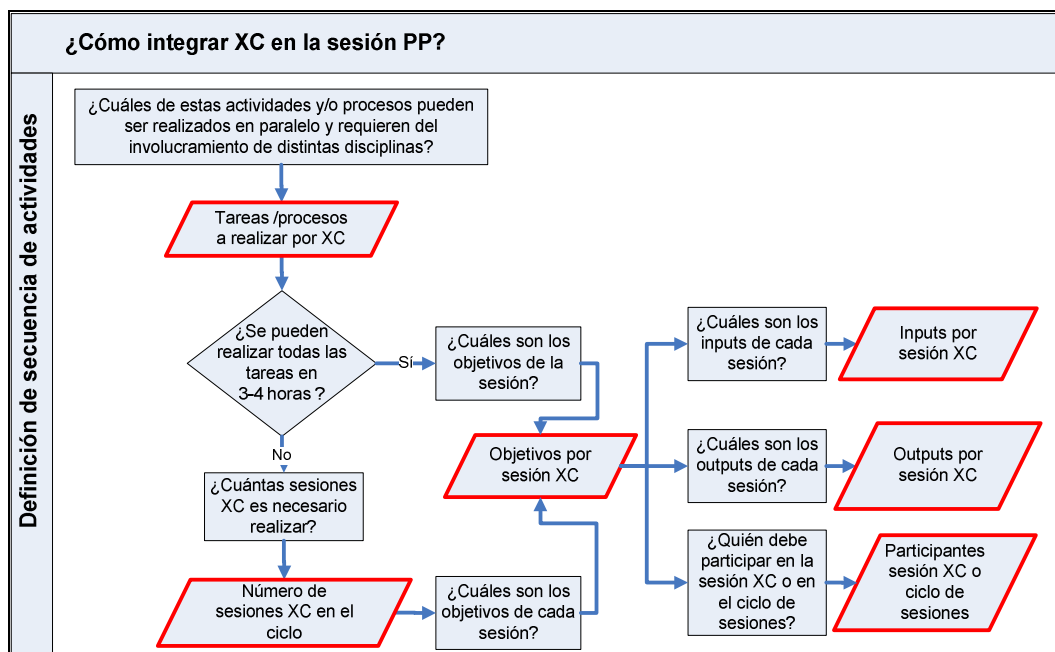 ¿Cómo integrar XC en la sesión PP?
Definición de secuencia de actividades
¿Cuáles de estas actividades y/o procesos pueden
ser realizados en paralelo y requieren del
involucramiento de distintas disciplinas?
Tareas /procesos
a realizar por XC
¿Se pueden
realizar todas las
tareas en
3-4 horas ?
Sí
¿Cuáles son los
objetivos de la
sesión?
No
¿Cuántas sesiones
XC es necesario
realizar?
Número de
sesiones XC en el
ciclo
¿Cuáles son los
objetivos de cada
sesión?
Objetivos por
sesión XC
¿Cuáles son los
inputs de cada
sesión?
Inputs por
sesión XC
¿Cuáles son los
outputs de cada
sesión?
Outputs por
sesión XC
¿Quién debe
participar en la
sesión XC o en
el ciclo de
sesiones?
Participantes
sesión XC o
ciclo de
sesiones